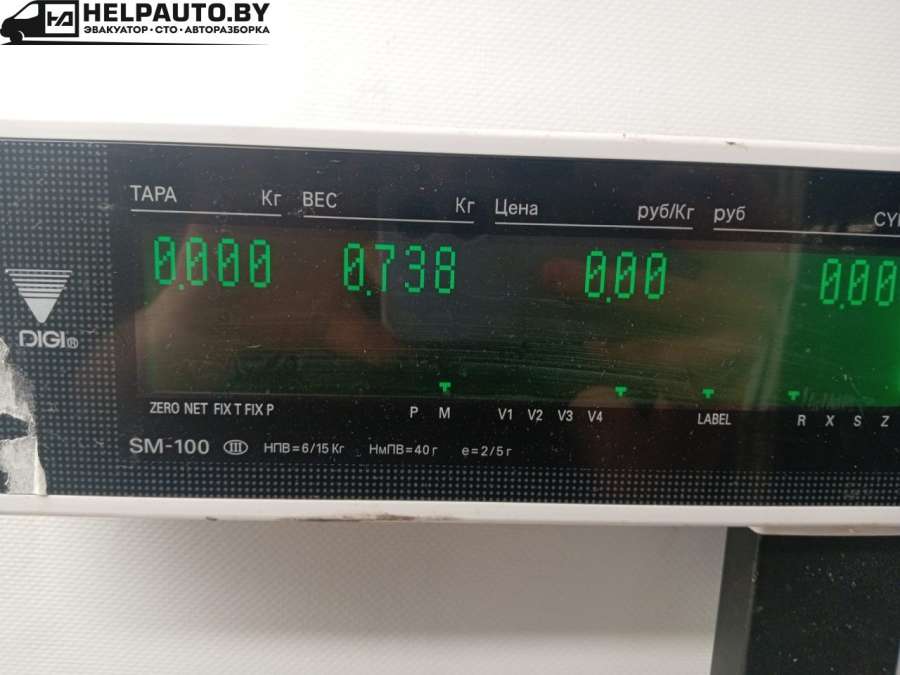 HELPAUTO.BY
ЭВАКУАТОР · СТО · АВТОРАЗБОРКА
ТАРА Кг ВЕС Кг Цена руб/Кг руб
0.000 0.738 0.00 0.00
DIGI®
ZERO NET FIX T FIX P P M V1 V2 V3 V4 LABEL R X S Z
SM-100 III НПВ=6/15 Кг НмПВ=40 г e=2/5 г